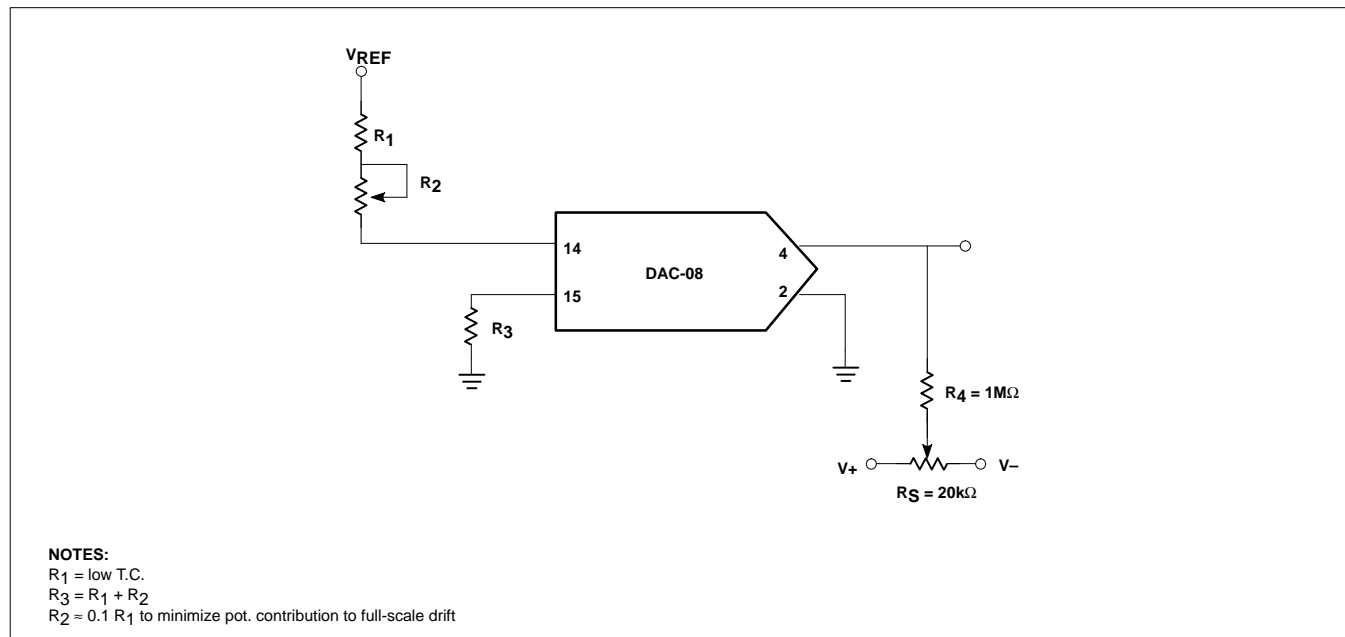 VREF
R1
R2
14
4
DAC-08
15
2
R3
R4 = 1MΩ
V+
V–
RS = 20kΩ
NOTES:
R1 = low T.C.
R3 = R1 + R2
R2 ≈ 0.1 R1 to minimize pot. contribution to full-scale drift